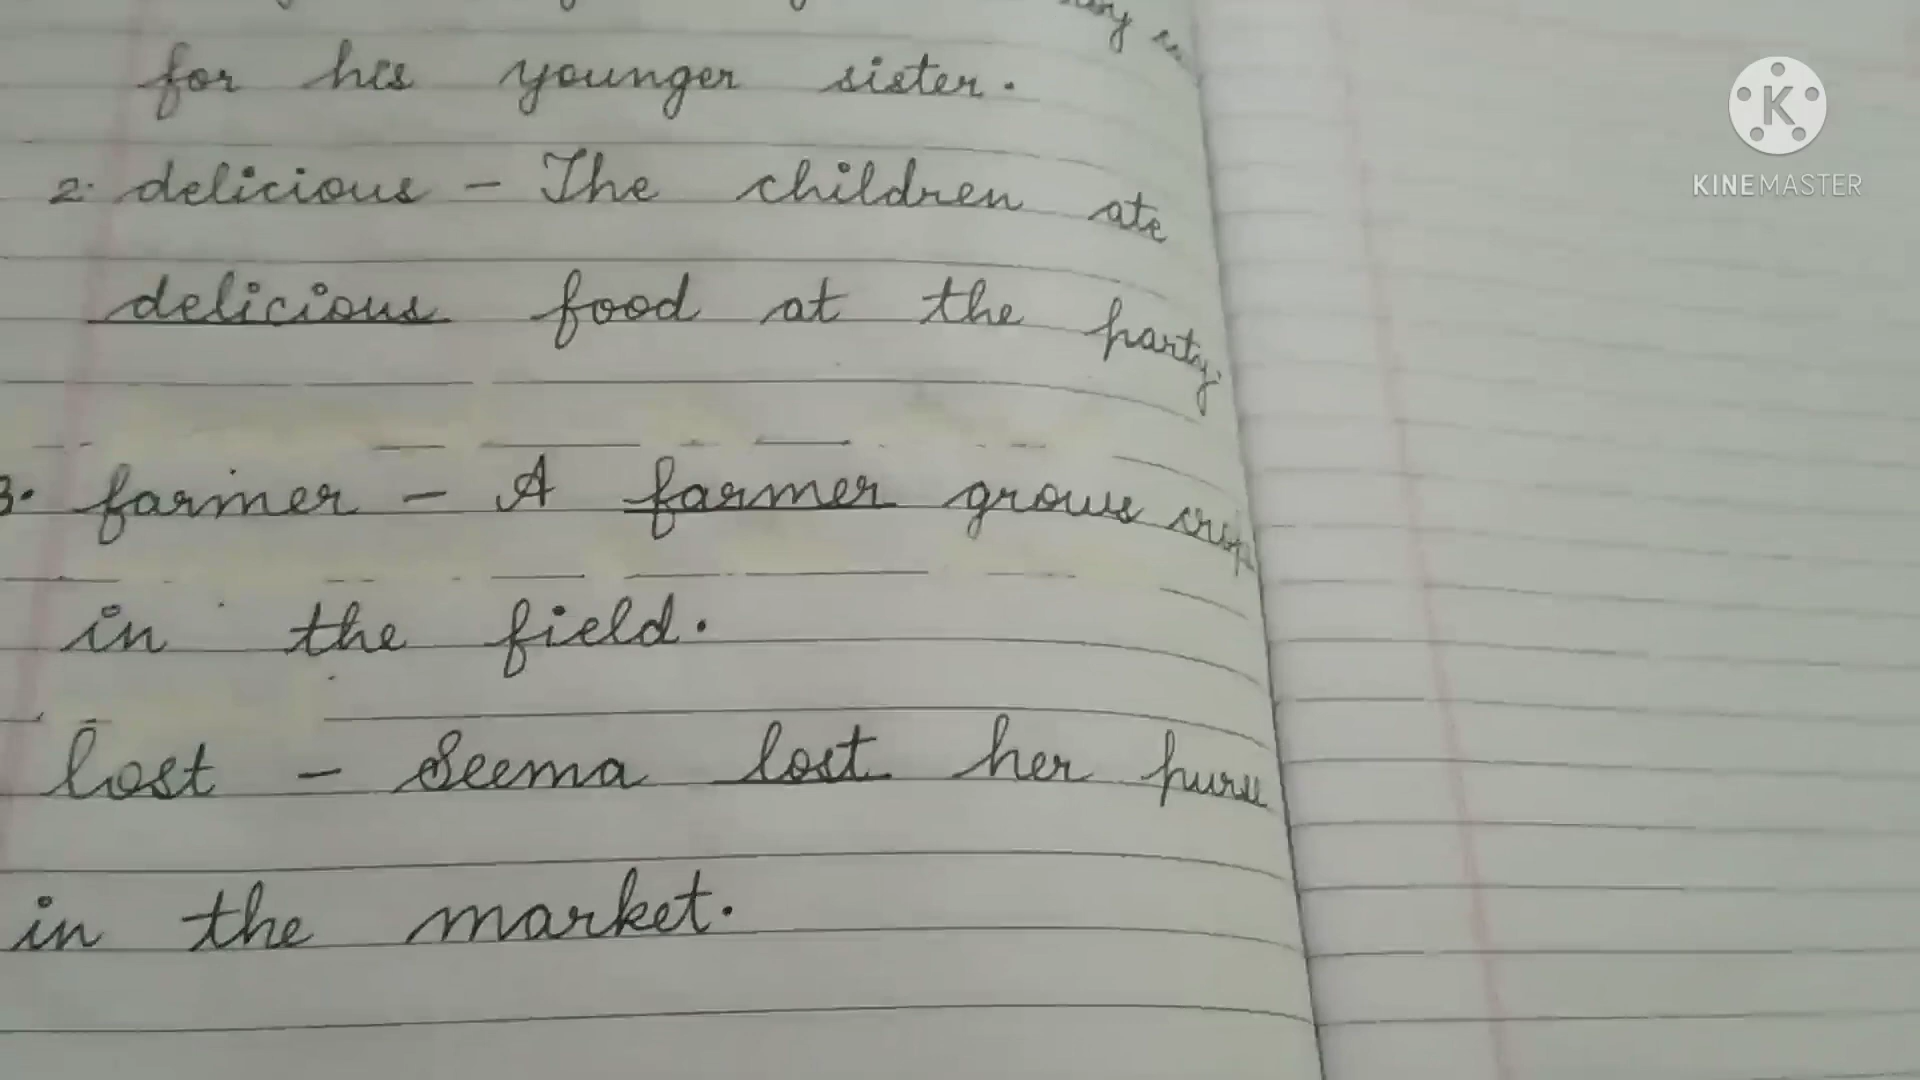 for his younger sister.
2. delicious - The children ate
delicious food at the party.
3. farmer - A farmer grows crops
in the field.
lost - Seema lost her purse
in the market.
K
KINEMASTER